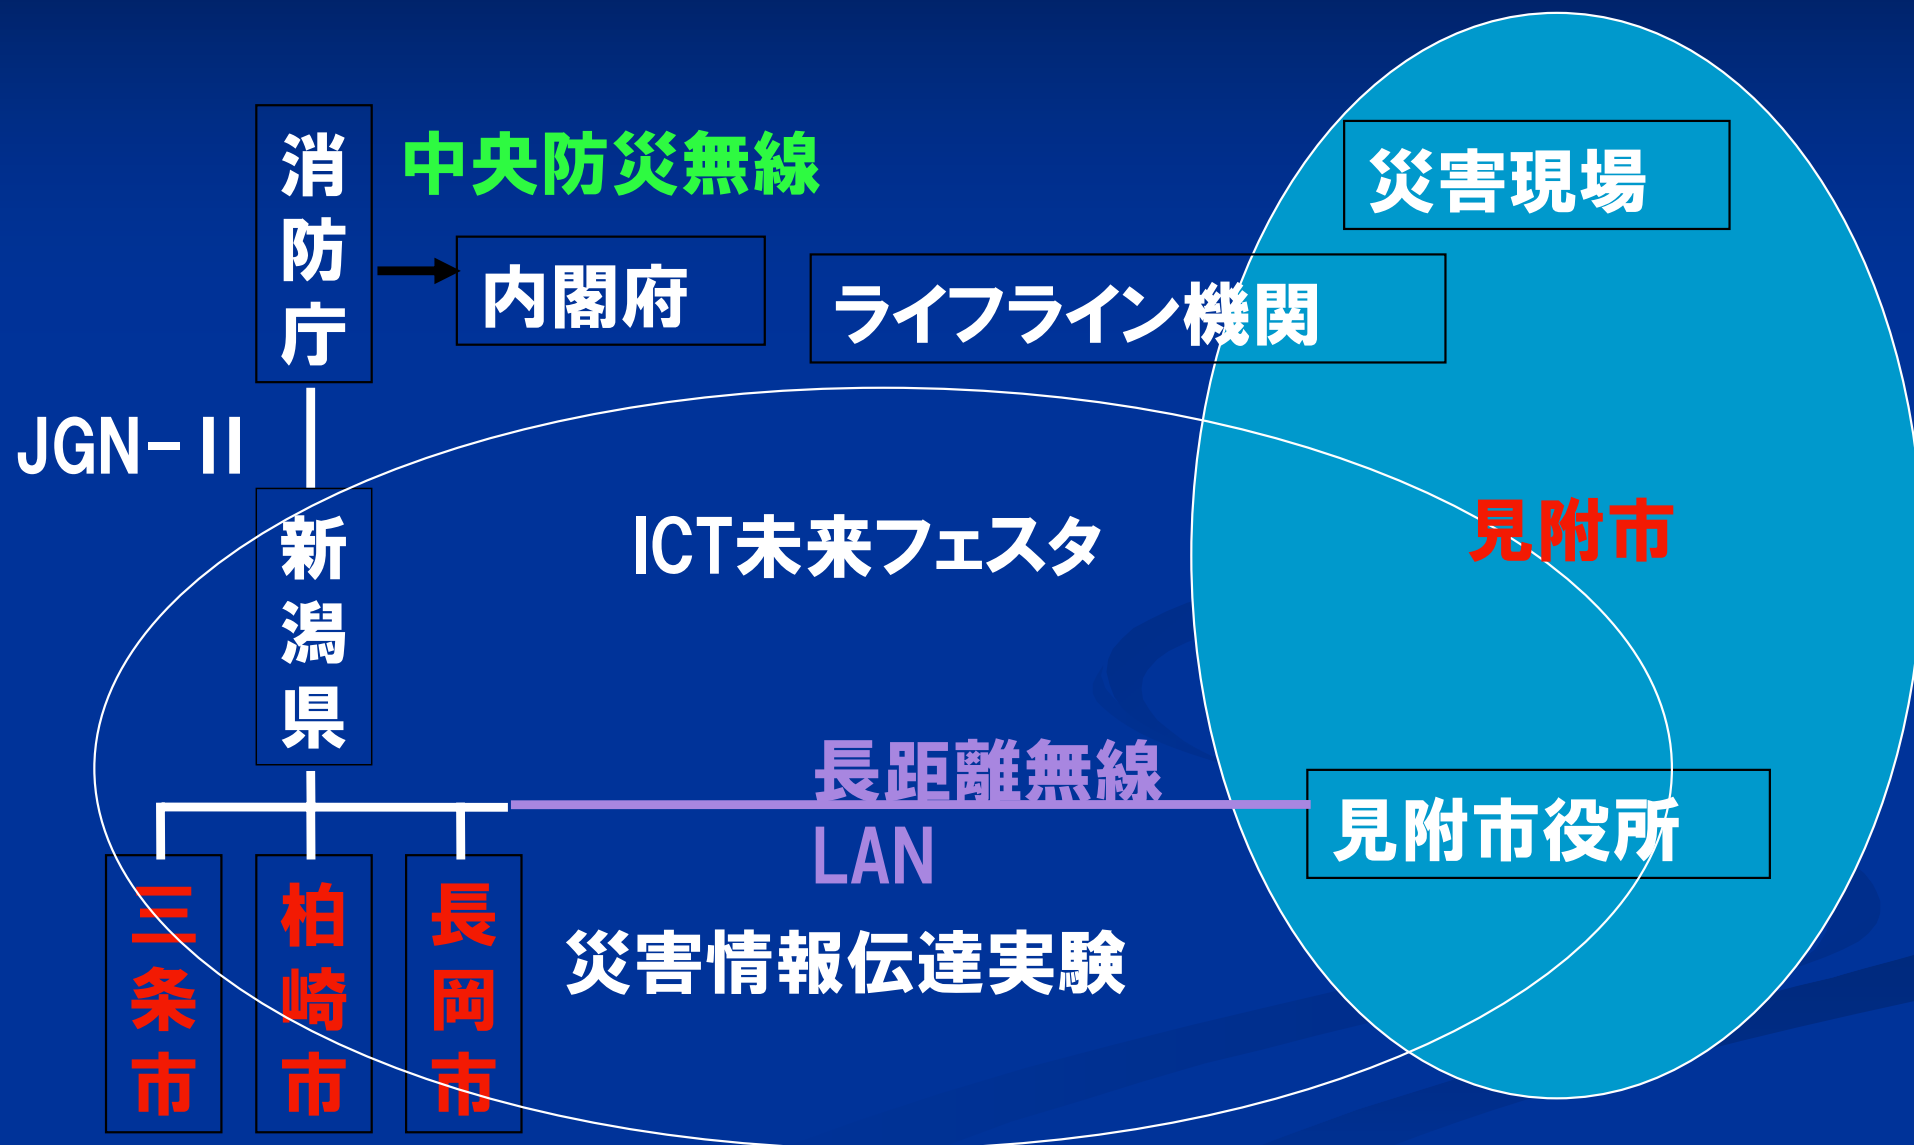 消防庁
中央防災無線
災害現場
内閣府
ライフライン機関
JGN-II
新潟県
ICT未来フェスタ
見附市
長距離無線
LAN
見附市役所
三条市
柏崎市
長岡市
災害情報伝達実験